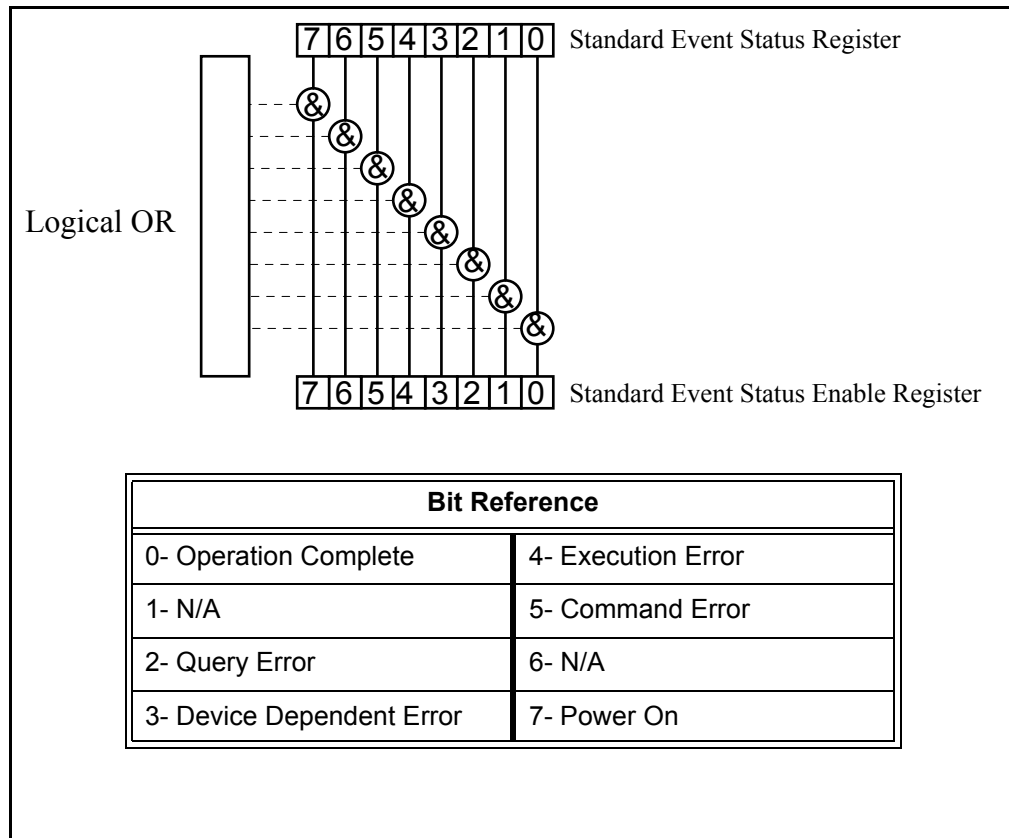 7 6 5 4 3 2 1 0 Standard Event Status Register
&
&
&
&
Logical OR
&
&
&
&
7 6 5 4 3 2 1 0 Standard Event Status Enable Register
Bit Reference
0- Operation Complete 4- Execution Error
1- N/A 5- Command Error
2- Query Error 6- N/A
3- Device Dependent Error 7- Power On